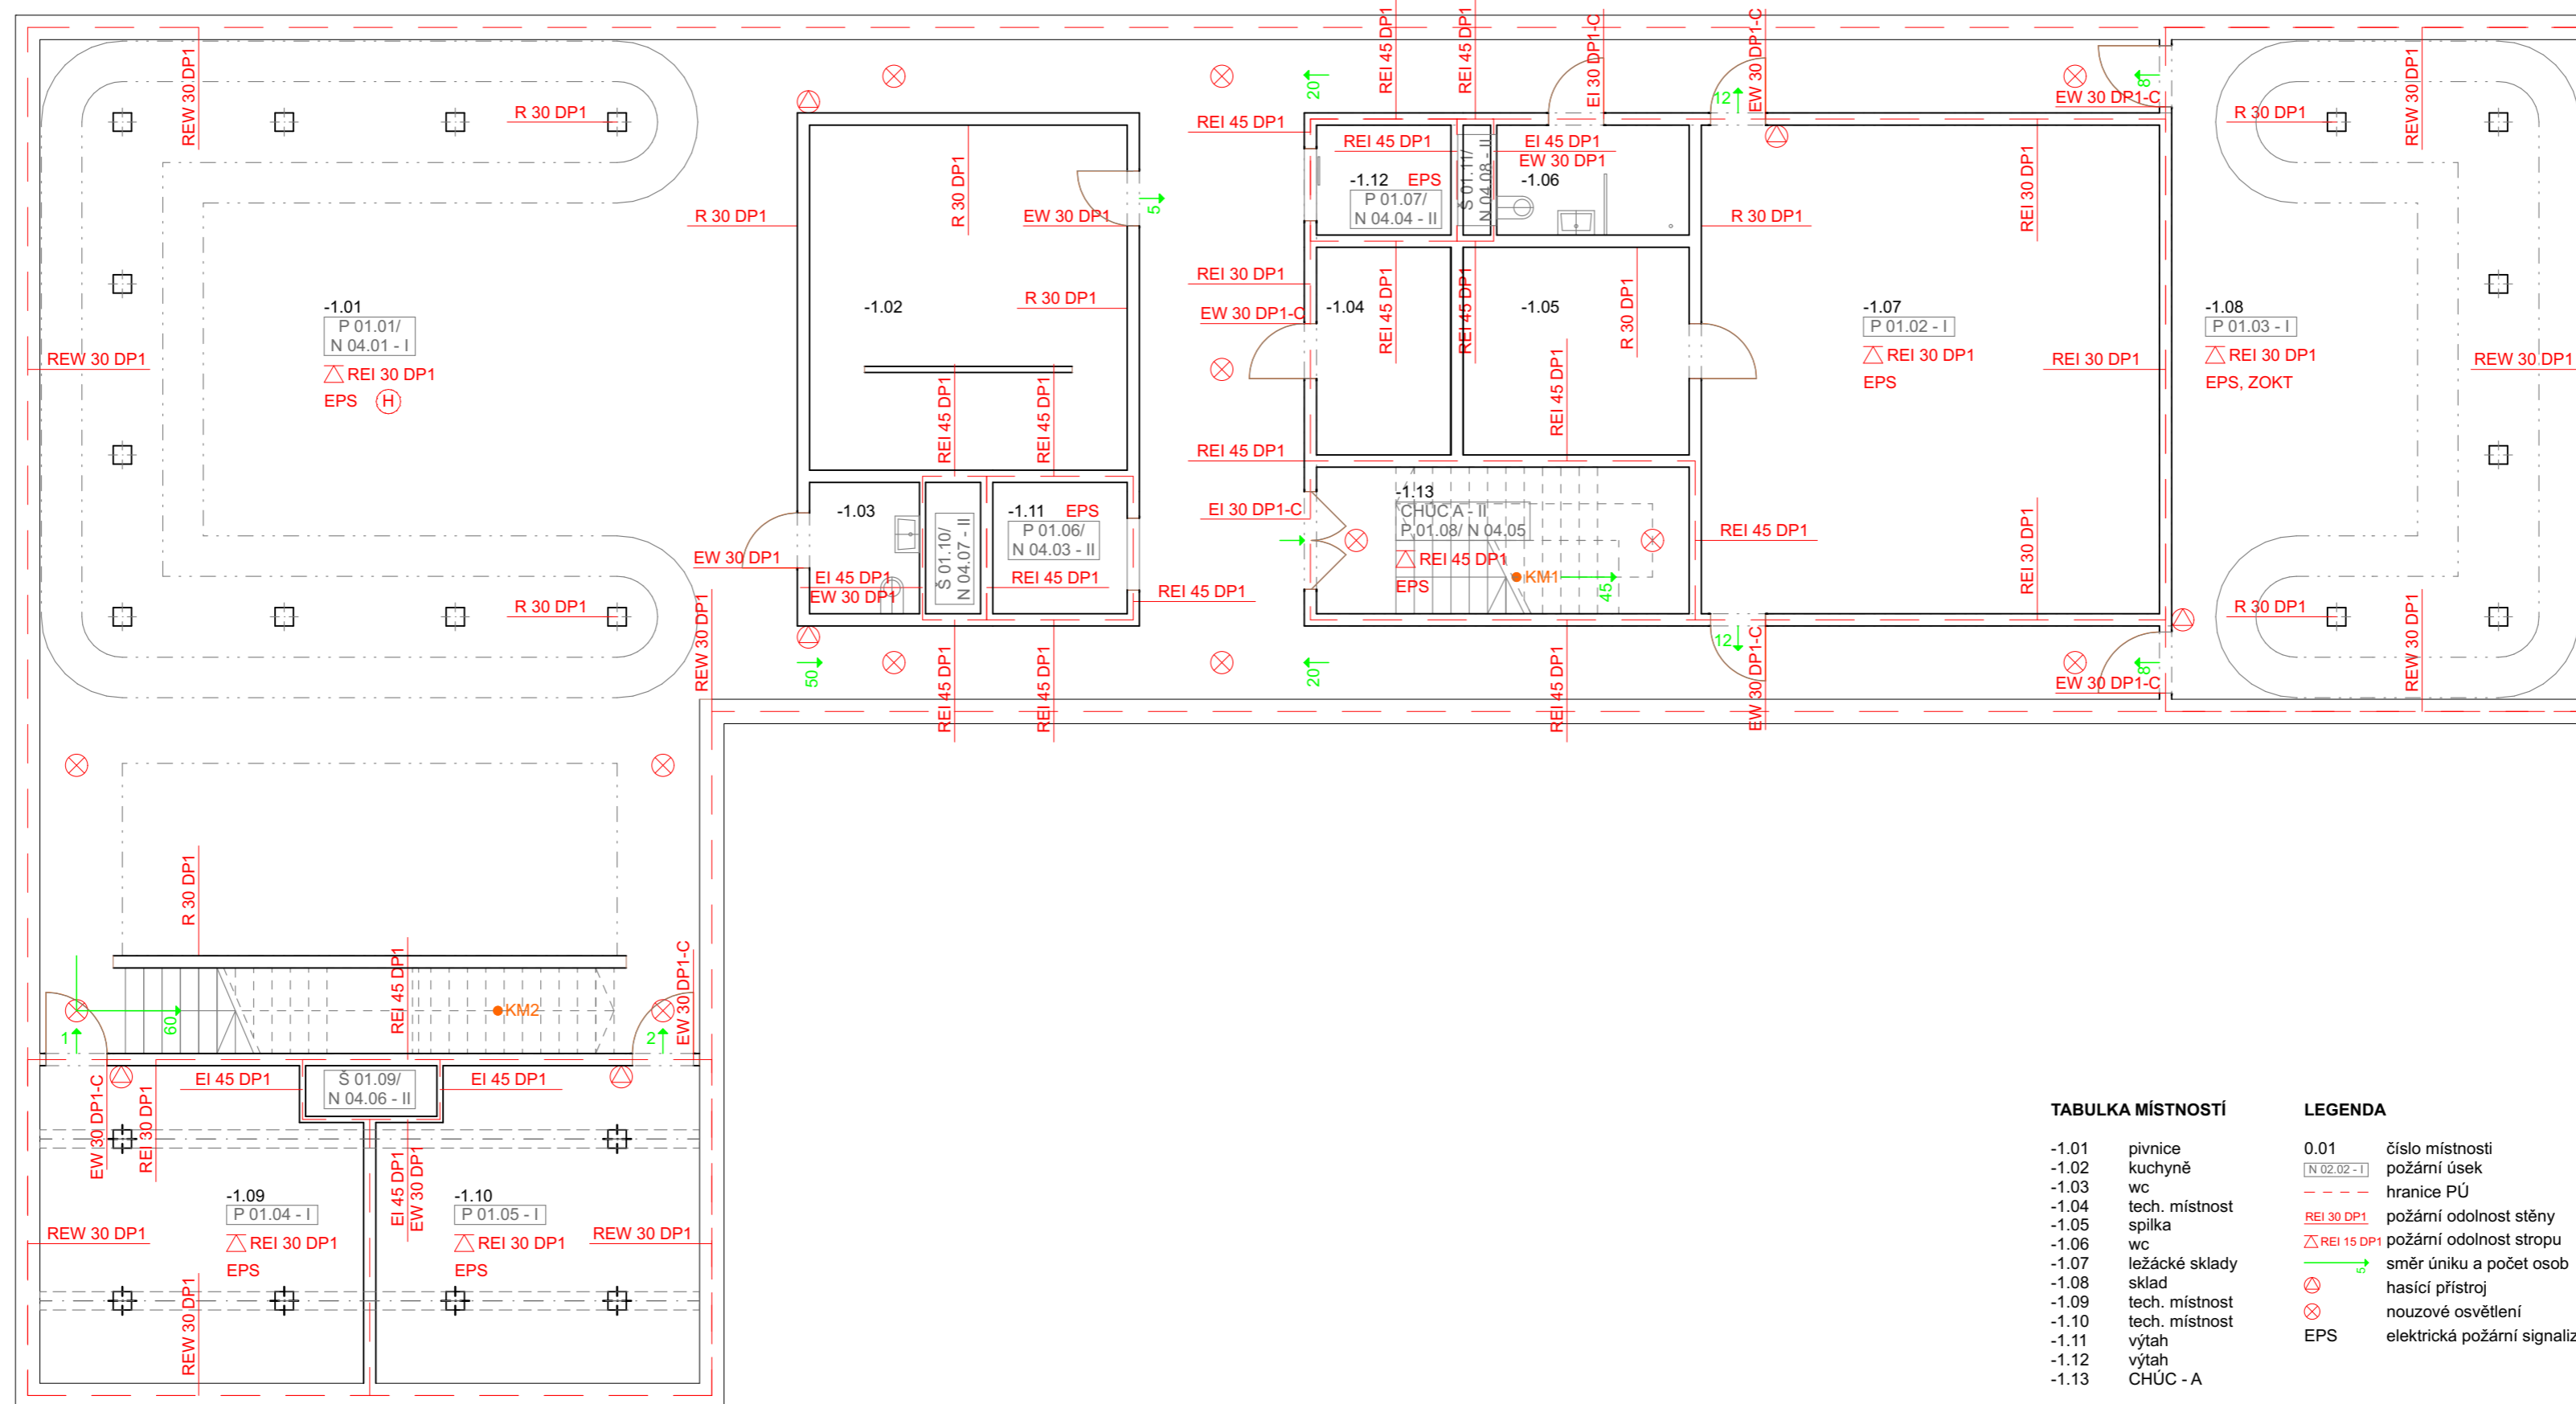 REW 30 DP1
R 30 DP1
-1.01
P 01.01/
N 04.01 - I
REI 30 DP1
EPS
H
REW 30 DP1
R 30 DP1
R 30 DP1
R 30 DP1
-1.02
R 30 DP1
EW 30 DP1
5
R 30 DP1
REI 45 DP1
REI 45 DP1
-1.03
EW 30 DP1
EI 45 DP1
EW 30 DP1
Š 01.10/
N 04.07 - II
-1.11
EPS
P 01.06/
N 04.03 - II
REI 45 DP1
REI 45 DP1
REW 30 DP1
50
REI 45 DP1
REI 45 DP1
20
REI 45 DP1
REI 45 DP1
REI 45 DP1
EI 30 DP1-C
12
EW 30 DP1-C
REI 45 DP1
-1.12
EPS
P 01.07/
N 04.04 - II
Š 01.11/
N 04.08 - II
EI 45 DP1
EW 30 DP1
-1.06
REI 30 DP1
EW 30 DP1-C
-1.04
REI 45 DP1
REI 45 DP1
-1.05
R 30 DP1
R 30 DP1
REI 45 DP1
REI 45 DP1
-1.13
CHÚC A - II
P 01.08/ N 04.05
REI 45 DP1
EPS
EI 30 DP1-C
KM1
45
REI 45 DP1
20
REI 45 DP1
12
EW 30 DP1-C
REI 30 DP1
-1.07
P 01.02 - I
REI 30 DP1
EPS
REI 30 DP1
REI 30 DP1
8
EW 30 DP1-C
8
EW 30 DP1-C
R 30 DP1
REW 30 DP1
-1.08
P 01.03 - I
REI 30 DP1
EPS, ZOKT
REW 30 DP1
R 30 DP1
REW 30 DP1
R 30 DP1
REI 45 DP1
EW 30 DP1-C
KM2
60
1
2
EW 30 DP1-C
REI 30 DP1
EI 45 DP1
Š 01.09/
N 04.06 - II
EI 45 DP1
EI 45 DP1
EW 30 DP1
-1.09
P 01.04 - I
REI 30 DP1
EPS
REW 30 DP1
REW 30 DP1
-1.10
P 01.05 - I
REI 30 DP1
EPS
REW 30 DP1
TABULKA MÍSTNOSTÍ
-1.01 pivnice
-1.02 kuchyně
-1.03 wc
-1.04 tech. místnost
-1.05 spilka
-1.06 wc
-1.07 ležácké sklady
-1.08 sklad
-1.09 tech. místnost
-1.10 tech. místnost
-1.11 výtah
-1.12 výtah
-1.13 CHÚC - A
LEGENDA
0.01 číslo místnosti
N 02.02 - I požární úsek
hranice PÚ
REI 30 DP1 požární odolnost stěny
REI 15 DP1 požární odolnost stropu
5 směr úniku a počet osob
hasící přístroj
nouzové osvětlení
EPS elektrická požární signaliz